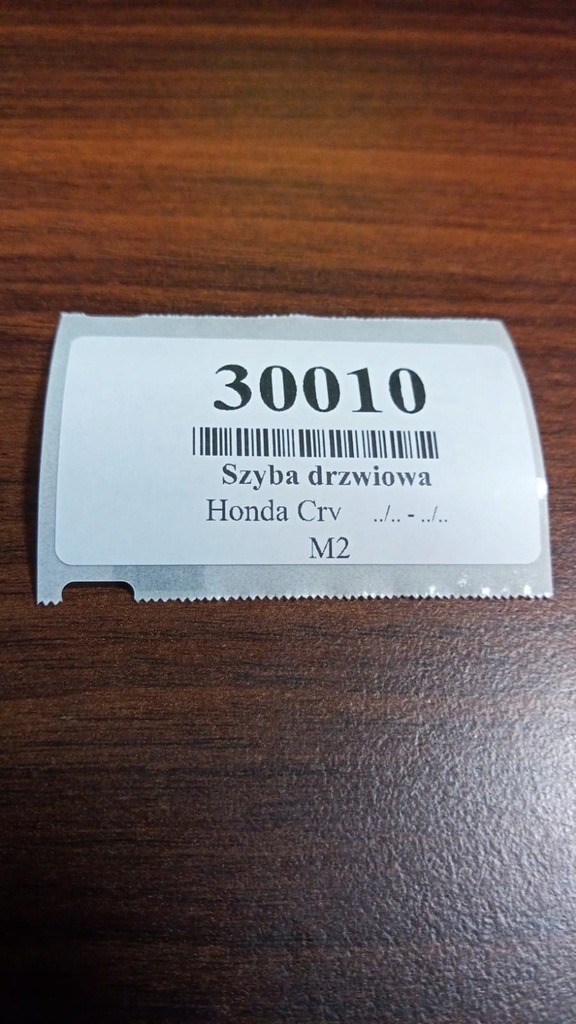 30010
Szyba drzwiowa
Honda Crv ../.. - ../..
M2